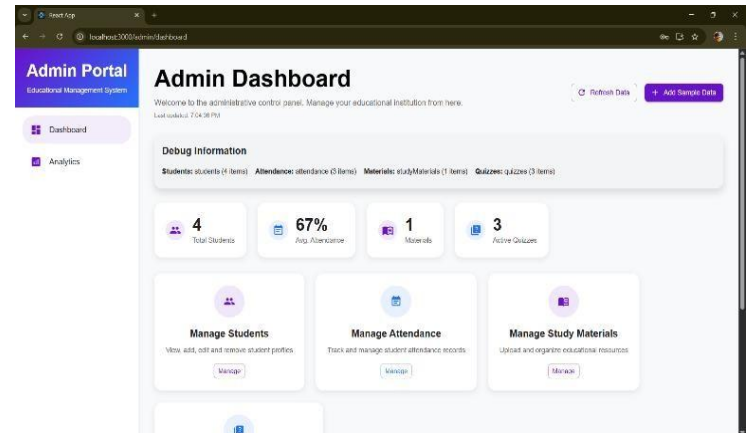 React App
localhost:3000/admin/dashboard
Admin Portal
Educational Management System
Dashboard
Analytics
Admin Dashboard
Welcome to the administrative control panel. Manage your educational institution from here.
Last updated: 7:04:38 PM
Refresh Data
+ Add Sample Data
Debug Information
Students: students (4 items) Attendance: attendance (3 items) Materials: studyMaterials (1 items) Quizzes: quizzes (3 items)
4
Total Students
67%
Avg. Attendance
1
Materials
3
Active Quizzes
Manage Students
View, add, edit and remove student profiles
Manage
Manage Attendance
Track and manage student attendance records
Manage
Manage Study Materials
Upload and organize educational resources
Manage